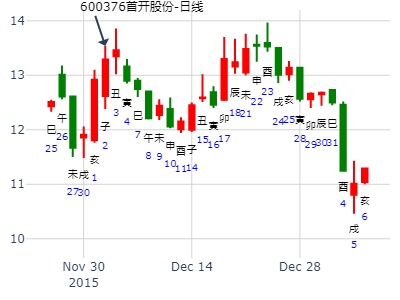 600376首开股份-日线
14
13
12
11
10
巳
25
午
26
未
27
戌
30
亥
1
子
2
丑
3
寅
4
巳
7
午
8
未
9
申
10
酉
11
子
14
丑
15
寅
16
卯
17
辰
18
未
21
申
22
酉
23
戌
24
亥
25
寅
28
卯
29
辰
30
巳
31
酉
4
戌
5
亥
6
Nov 30
2015
Dec 14
Dec 28